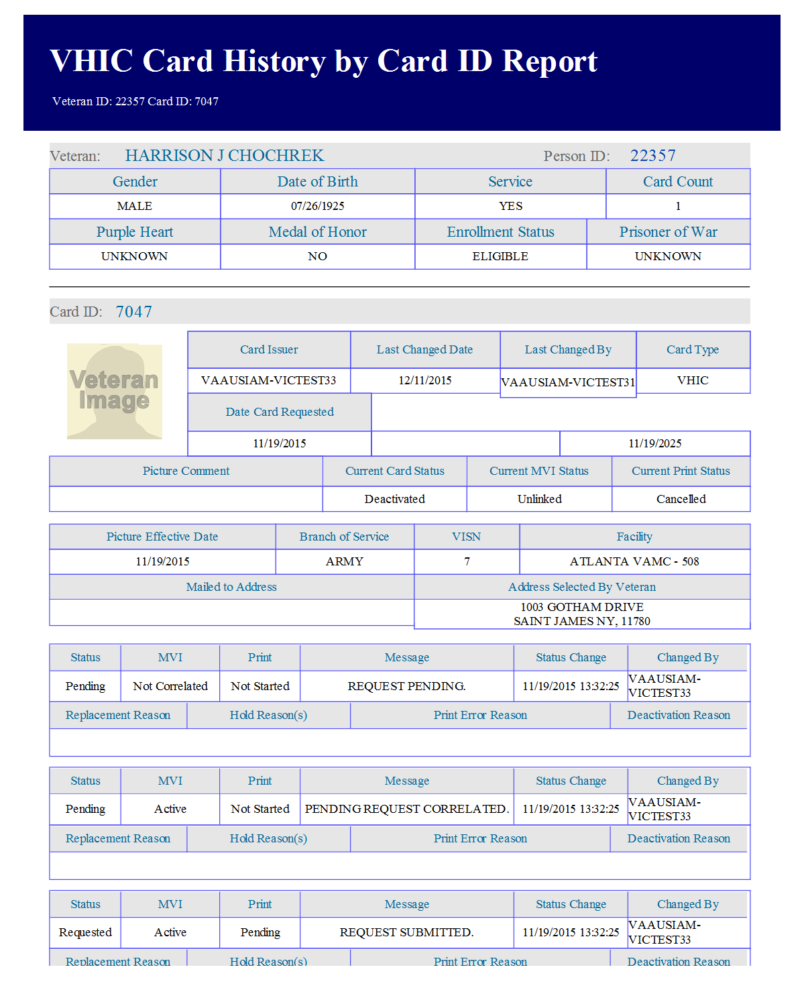 VHIC Card History by Card ID Report
Veteran ID: 22357 Card ID: 7047
Veteran: HARRISON J CHOCHREK Person ID: 22357
Gender Date of Birth Service Card Count
MALE 07/26/1925 YES 1
Purple Heart Medal of Honor Enrollment Status Prisoner of War
UNKNOWN NO ELIGIBLE UNKNOWN
Card ID: 7047
Veteran
Image
Card Issuer Last Changed Date Last Changed By Card Type
VAAUSIAM-VICTEST33 12/11/2015 VAAUSIAM-VICTEST31 VHIC
Date Card Requested
11/19/2015 11/19/2025
Picture Comment Current Card Status Current MVI Status Current Print Status
Deactivated Unlinked Cancelled
Picture Effective Date Branch of Service VISN Facility
11/19/2015 ARMY 7 ATLANTA VAMC - 508
Mailed to Address Address Selected By Veteran
1003 GOTHAM DRIVE
SAINT JAMES NY, 11780
Status MVI Print Message Status Change Changed By
Pending Not Correlated Not Started REQUEST PENDING. 11/19/2015 13:32:25 VAAUSIAM-
VICTEST33
Replacement Reason Hold Reason(s) Print Error Reason Deactivation Reason
Status MVI Print Message Status Change Changed By
Pending Active Not Started PENDING REQUEST CORRELATED. 11/19/2015 13:32:25 VAAUSIAM-
VICTEST33
Replacement Reason Hold Reason(s) Print Error Reason Deactivation Reason
Status MVI Print Message Status Change Changed By
Requested Active Pending REQUEST SUBMITTED. 11/19/2015 13:32:25 VAAUSIAM-
VICTEST33
Replacement Reason Hold Reason(s) Print Error Reason Deactivation Reason